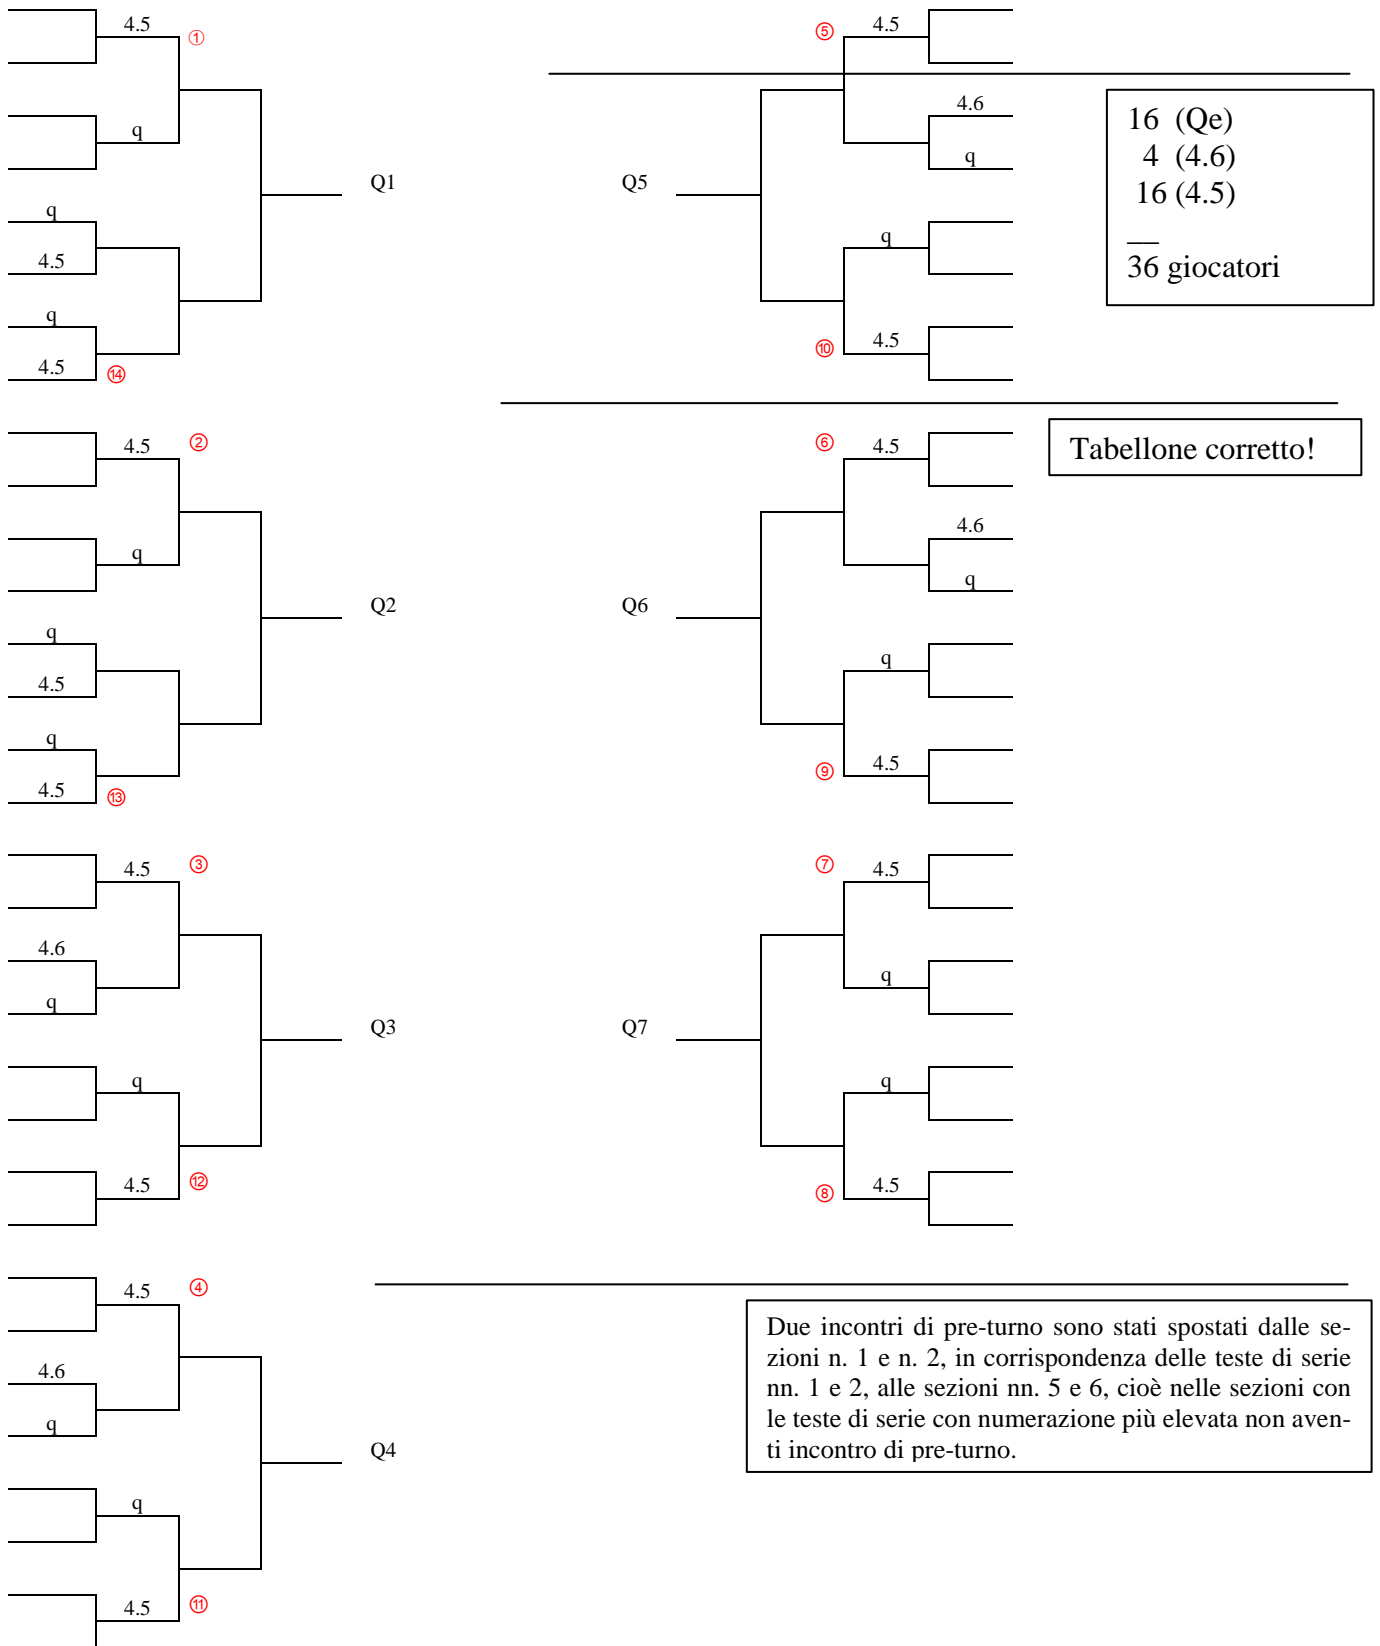 4.5 ①
q
Q1
q
4.5
q
4.5 ⑭
4.5 ②
q
Q2
q
4.5
q
4.5 ⑬
4.5 ③
4.6
q
Q3
q
4.5 ⑫
4.5 ④
4.6
q
Q4
q
4.5 ⑪
⑤ 4.5
4.6
q
Q5
q
⑩ 4.5
⑥ 4.5
4.6
q
Q6
q
⑨ 4.5
⑦ 4.5
q
Q7
q
⑧ 4.5
16 (Qe)
4 (4.6)
16 (4.5)
36 giocatori
Tabellone corretto!
Due incontri di pre-turno sono stati spostati dalle se-
zioni n. 1 e n. 2, in corrispondenza delle teste di serie
nn. 1 e 2, alle sezioni nn. 5 e 6, cioè nelle sezioni con
le teste di serie con numerazione più elevata non aven-
ti incontro di pre-turno.